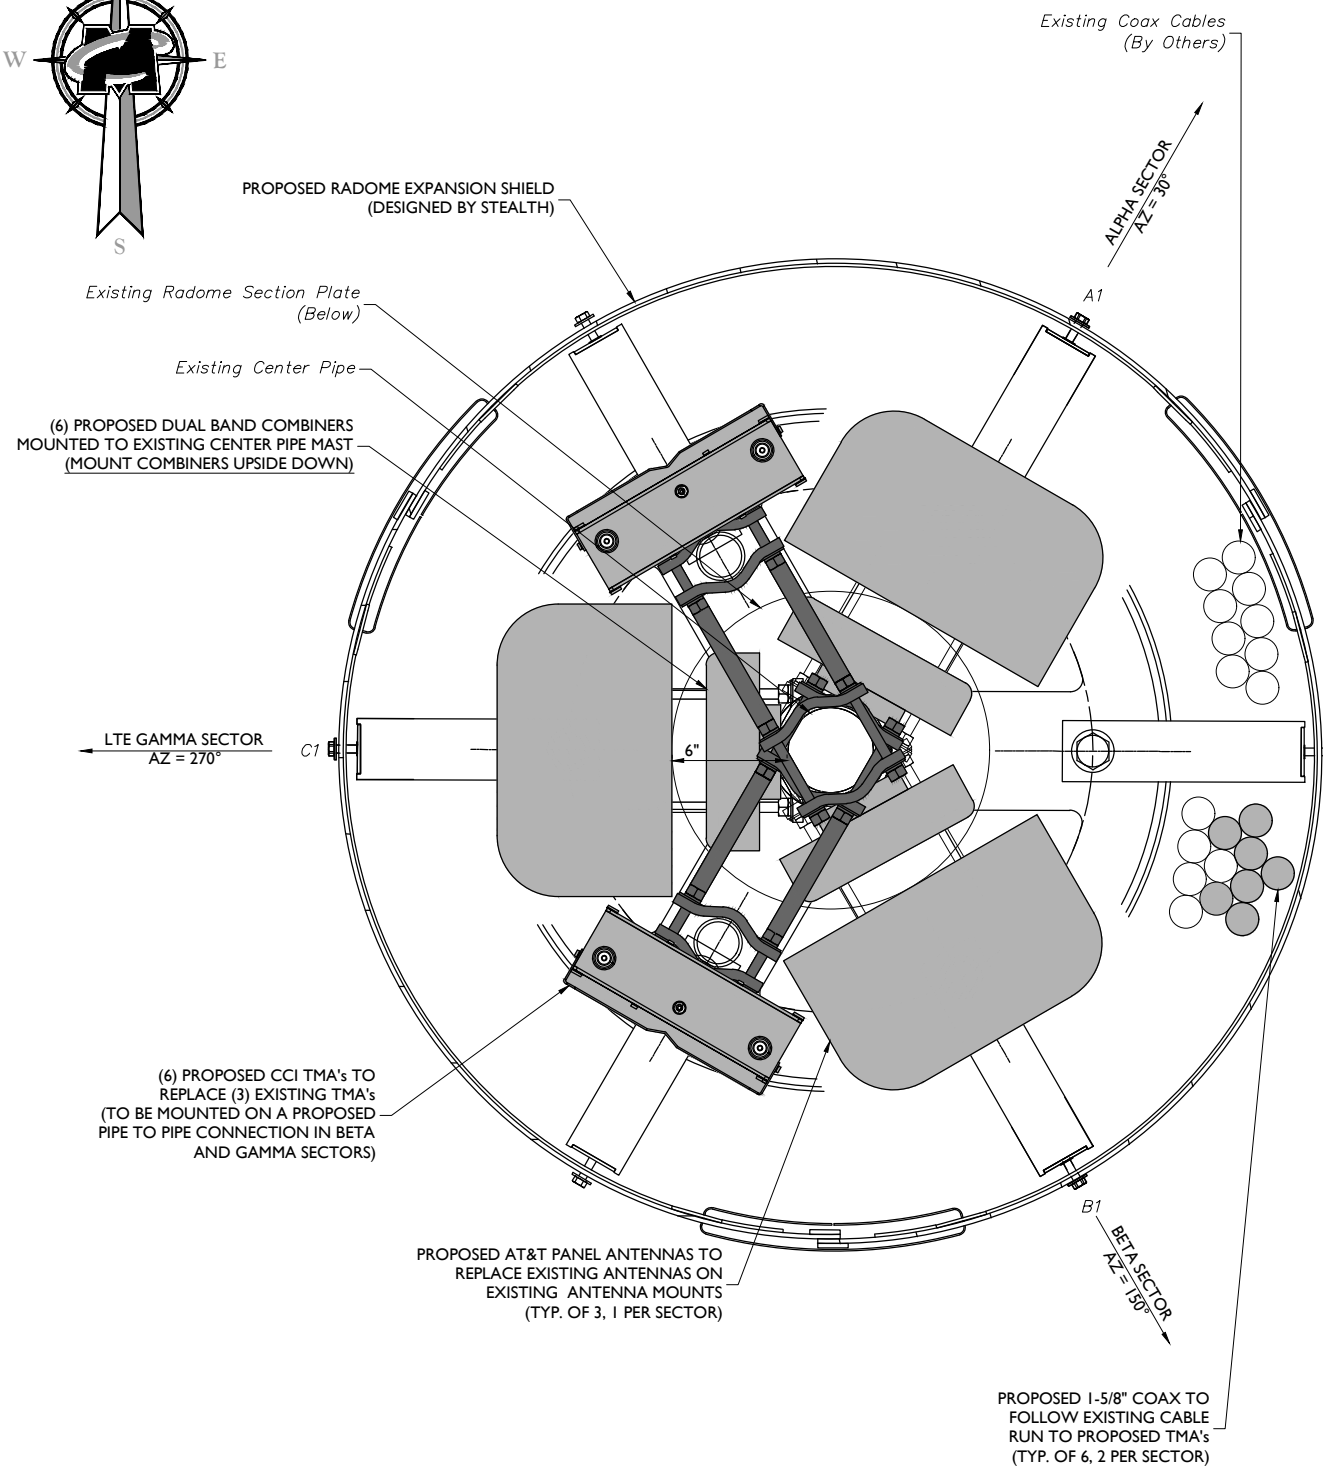 Existing Coax Cables
(By Others)
W
E
S
ALPHA SECTOR
AZ = 30°
PROPOSED RADOME EXPANSION SHIELD
(DESIGNED BY STEALTH)
Existing Radome Section Plate
(Below)
A1
Existing Center Pipe
(6) PROPOSED DUAL BAND COMBINERS
MOUNTED TO EXISTING CENTER PIPE MAST
(MOUNT COMBINERS UPSIDE DOWN)
LTE GAMMA SECTOR
AZ = 270°
C1
6"
(6) PROPOSED CCI TMA's TO
REPLACE (3) EXISTING TMA's
(TO BE MOUNTED ON A PROPOSED
PIPE TO PIPE CONNECTION IN BETA
AND GAMMA SECTORS)
B1
BETA SECTOR
AZ = 150°
PROPOSED AT&T PANEL ANTENNAS TO
REPLACE EXISTING ANTENNAS ON
EXISTING ANTENNA MOUNTS
(TYP. OF 3, 1 PER SECTOR)
PROPOSED 1-5/8" COAX TO
FOLLOW EXISTING CABLE
RUN TO PROPOSED TMA's
(TYP. OF 6, 2 PER SECTOR)